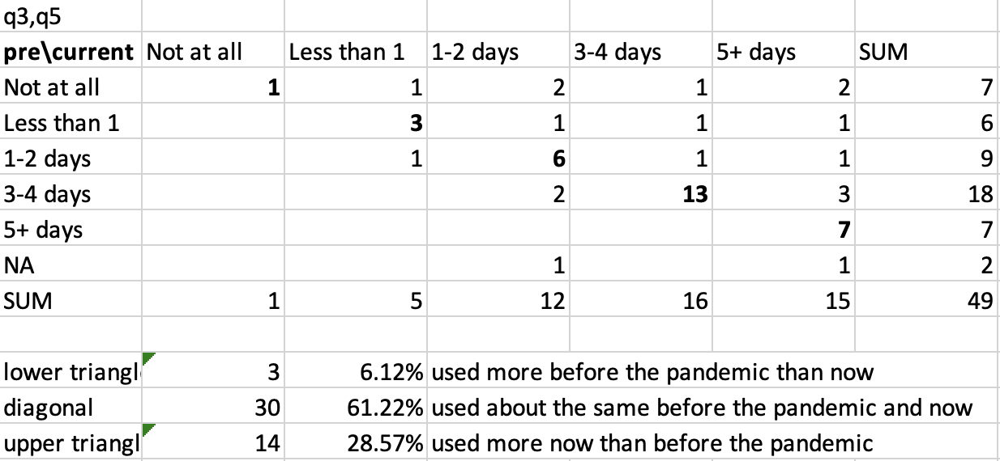 q3,q5
pre\current Not at all Less than 1 1-2 days 3-4 days 5+ days SUM
Not at all 1 1 2 1 2 7
Less than 1 3 1 1 1 6
1-2 days 1 6 1 1 9
3-4 days 2 13 3 18
5+ days 7 7
NA 1 1 2
SUM 1 5 12 16 15 49
lower triangl 3 6.12% used more before the pandemic than now
diagonal 30 61.22% used about the same before the pandemic and now
upper triangl 14 28.57% used more now than before the pandemic